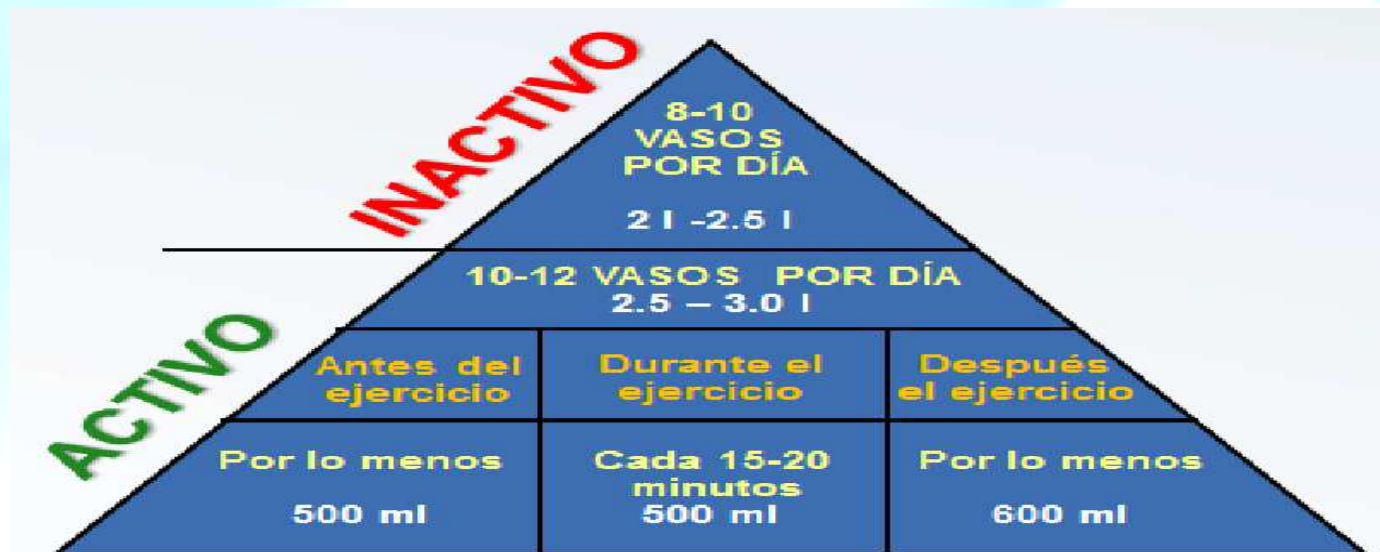 INACTIVO
8-10
VASOS
POR DÍA
2 l -2.5 l
ACTIVO
10-12 VASOS POR DÍA
2.5 – 3.0 l
Antes del
ejercicio
Durante el
ejercicio
Después
el ejercicio
Por lo menos
500 ml
Cada 15-20
minutos
500 ml
Por lo menos
600 ml